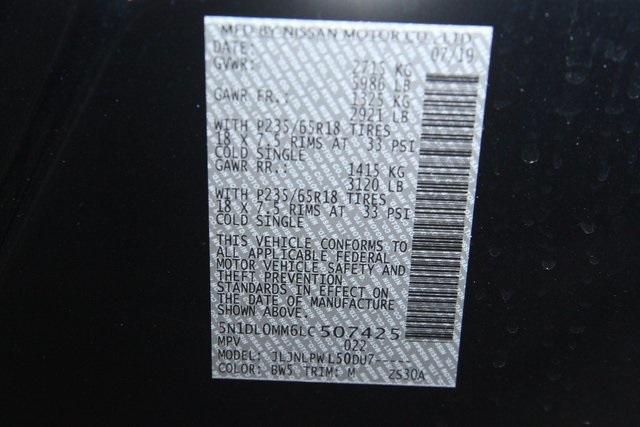 MFD BY NISSAN MOTOR CO., LTD.
DATE: 07/19
GVWR: 2715 KG
5986 LB
GAWR FR.: 1325 KG
2921 LB
WITH P235/65R18 TIRES
18 X 7.5 RIMS AT 33 PSI
COLD SINGLE
GAWR RR.: 1415 KG
3120 LB
WITH P235/65R18 TIRES
18 X 7.5 RIMS AT 33 PSI
COLD SINGLE
THIS VEHICLE CONFORMS TO
ALL APPLICABLE FEDERAL
MOTOR VEHICLE SAFETY AND
THEFT PREVENTION
STANDARDS IN EFFECT ON
THE DATE OF MANUFACTURE
SHOWN ABOVE.
5N1DL0MM6LC507425
MPV 022
MODEL: JLJNLPWL50DU7-----
COLOR: BW5 TRIM: M ZS30A